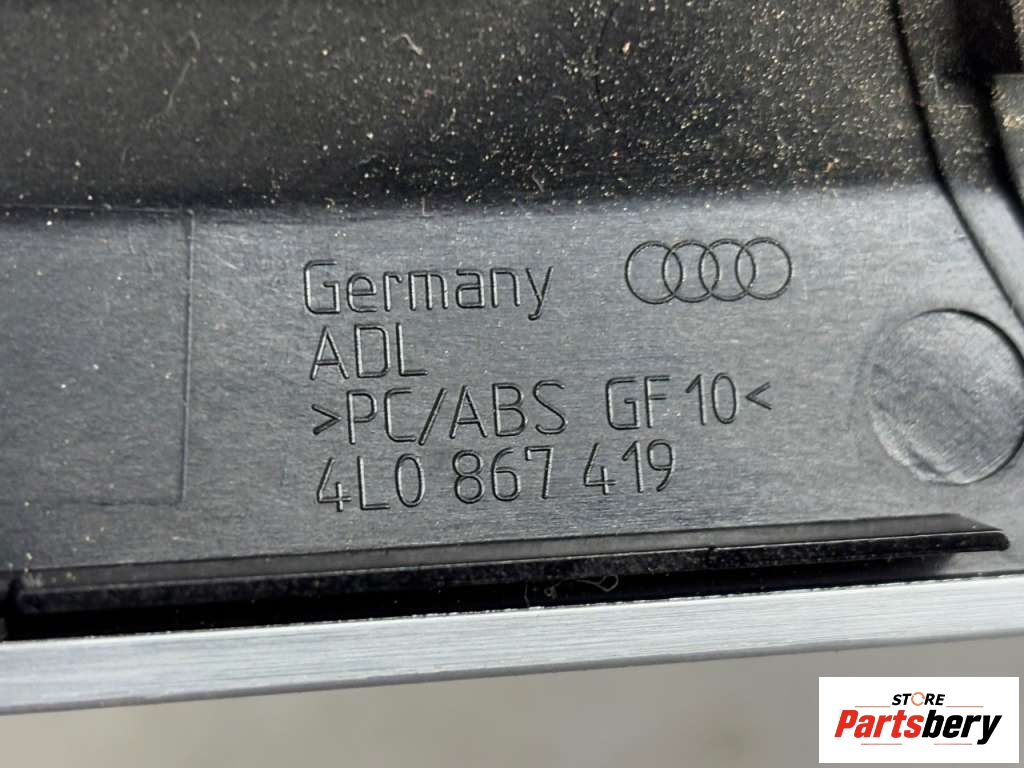 Germany
ADL
>PC/ABS GF10<
4L0 867 419
STORE
Partsbery